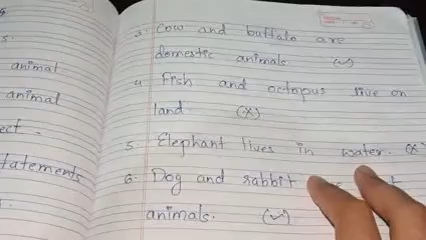 s.
animal
animal
ect.
tatements
3. Cow and buffalo are
domestic animals (✓)
4. Fish and octopus live on
land. (×)
5. Elephant lives in water. (×)
6. Dog and rabbit
animals. (✓)